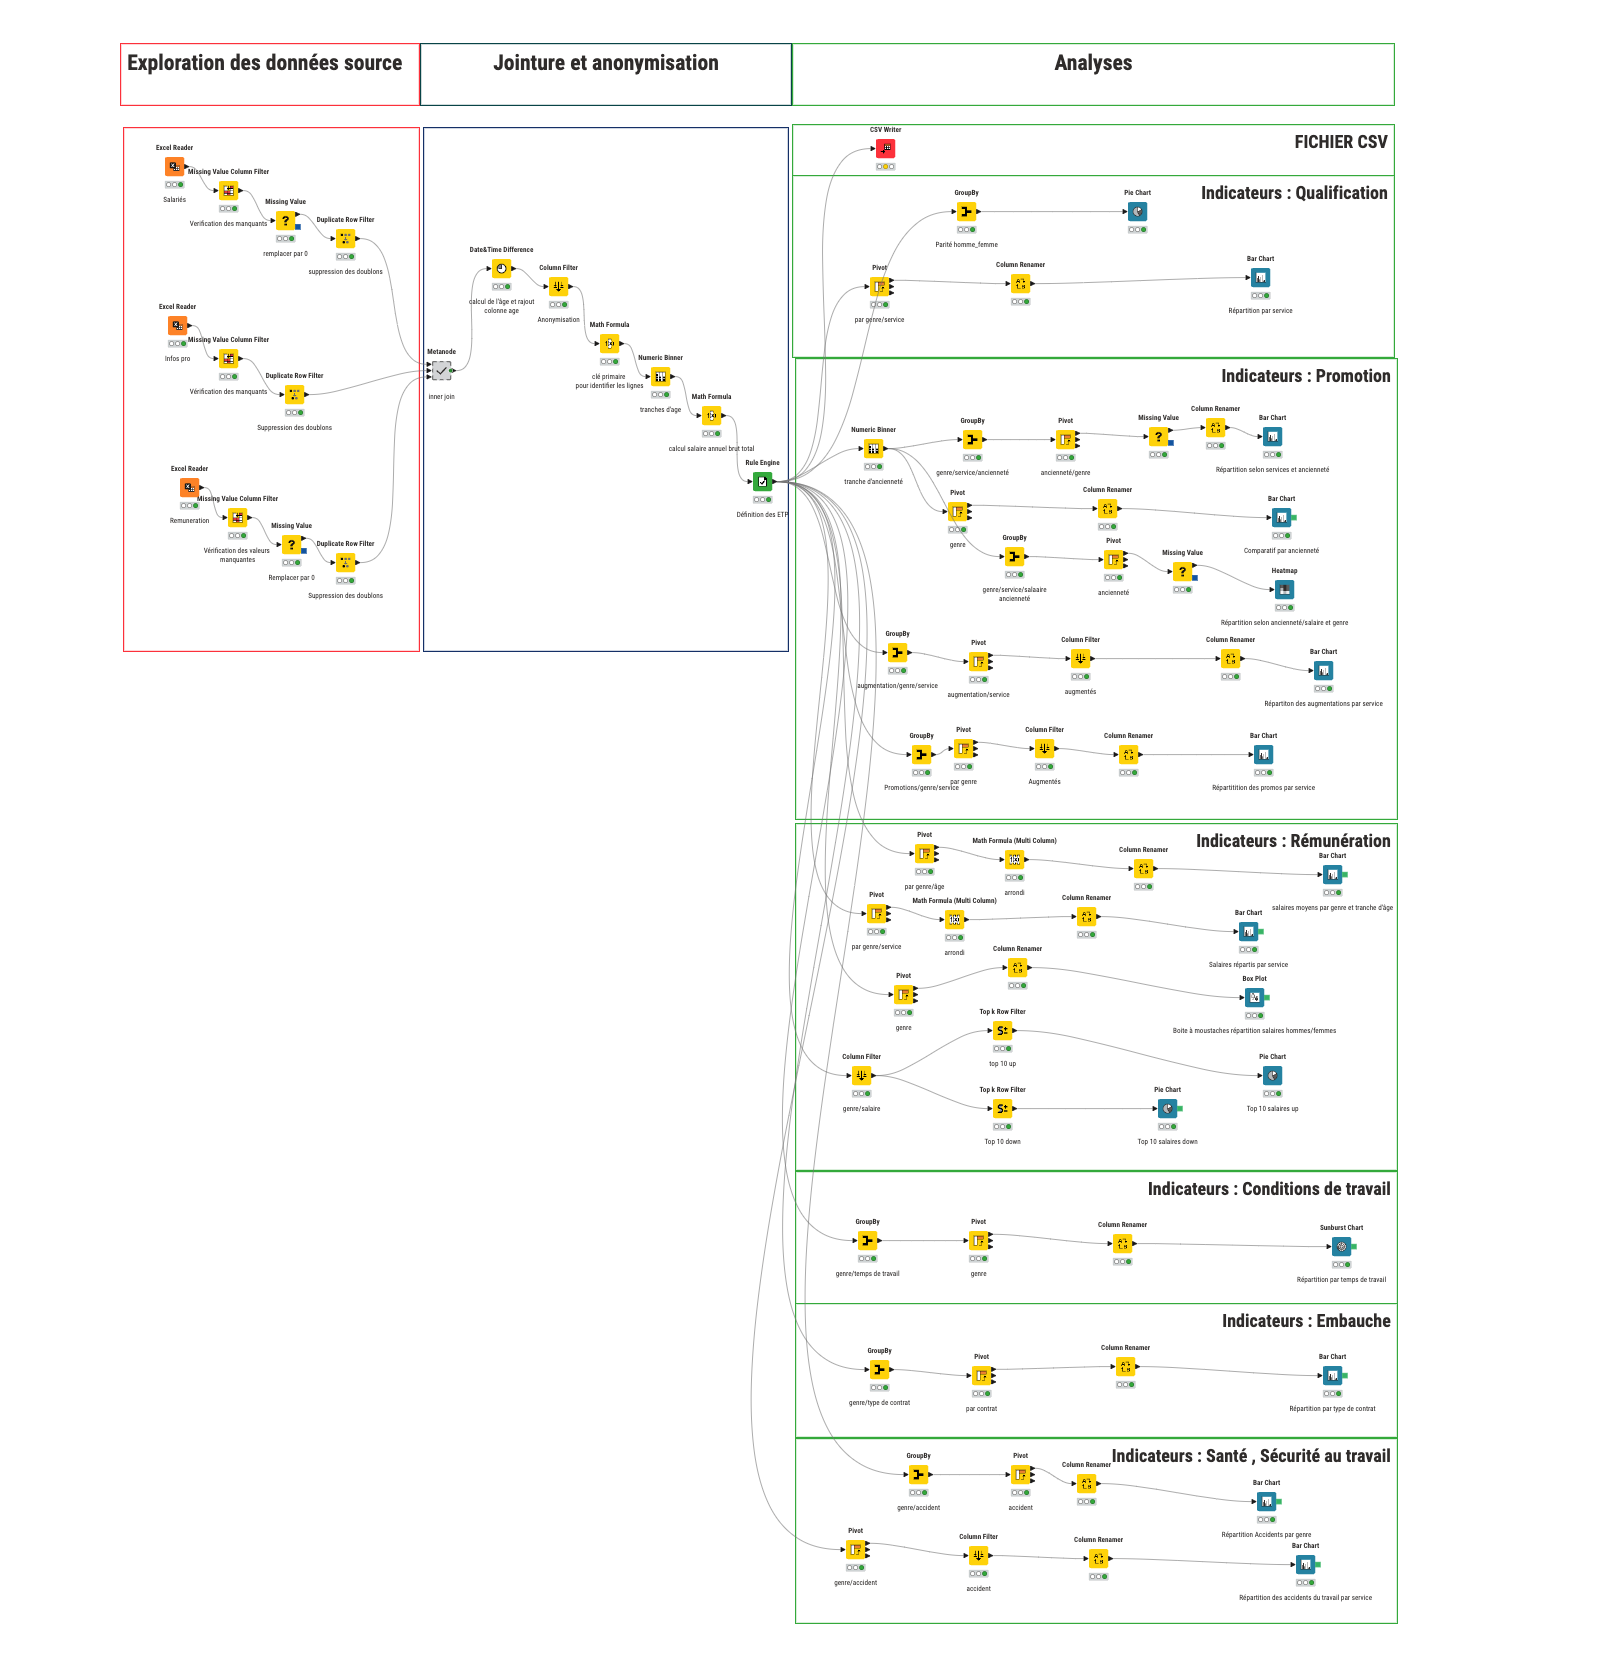 Exploration des données source
Jointure et anonymisation
Analyses
Excel Reader
Salariés
Missing Value Column Filter
Verification des manquants
Missing Value
remplacer par 0
Duplicate Row Filter
suppression des doublons
Excel Reader
Infos pro
Missing Value Column Filter
Vérification des manquants
Duplicate Row Filter
Suppression des doublons
Excel Reader
Remuneration
Missing Value Column Filter
Vérification des valeurs
manquantes
Missing Value
Remplacer par 0
Duplicate Row Filter
Suppression des doublons
Metanode
inner join
Date&Time Difference
calcul de l'âge et rajout
colonne age
Column Filter
Anonymisation
Math Formula
clé primaire
pour identifier les lignes
Numeric Binner
tranches d'age
Math Formula
calcul salaire annuel brut total
Rule Engine
Définition des ETP
FICHIER CSV
CSV Writer
Indicateurs : Qualification
GroupBy
Parité homme_femme
Pie Chart
Pivot
par genre/service
Column Renamer
Bar Chart
Répartition par service
Indicateurs : Promotion
Numeric Binner
tranche d'ancienneté
GroupBy
genre/service/ancienneté
Pivot
ancienneté/genre
Missing Value
Column Renamer
Bar Chart
Répartition selon services et ancienneté
Pivot
genre
Column Renamer
Bar Chart
Comparatif par ancienneté
GroupBy
genre/service/salaaire
ancienneté
Pivot
ancienneté
Missing Value
Heatmap
Répartition selon ancienneté/salaire et genre
GroupBy
augmentation/genre/service
Pivot
augmentation/service
Column Filter
augmentés
Column Renamer
Bar Chart
Répartiton des augmentations par service
GroupBy
Promotions/genre/service
Pivot
par genre
Column Filter
Augmentés
Column Renamer
Bar Chart
Répartitition des promos par service
Indicateurs : Rémunération
Pivot
par genre/âge
Math Formula (Multi Column)
arrondi
Column Renamer
Bar Chart
salaires moyens par genre et tranche d'âge
Pivot
par genre/service
Math Formula (Multi Column)
arrondi
Column Renamer
Bar Chart
Salaires répartis par service
Pivot
genre
Column Renamer
Box Plot
Boite à moustaches répartition salaires hommes/femmes
Column Filter
genre/salaire
Top k Row Filter
top 10 up
Pie Chart
Top 10 salaires up
Top k Row Filter
Top 10 down
Pie Chart
Top 10 salaires down
Indicateurs : Conditions de travail
GroupBy
genre/temps de travail
Pivot
genre
Column Renamer
Sunburst Chart
Répartition par temps de travail
Indicateurs : Embauche
GroupBy
genre/type de contrat
Pivot
par contrat
Column Renamer
Bar Chart
Répartition par type de contrat
Indicateurs : Santé , Sécurité au travail
GroupBy
genre/accident
Pivot
accident
Column Renamer
Bar Chart
Répartition Accidents par genre
Pivot
genre/accident
Column Filter
accident
Column Renamer
Bar Chart
Répartition des accidents du travail par service